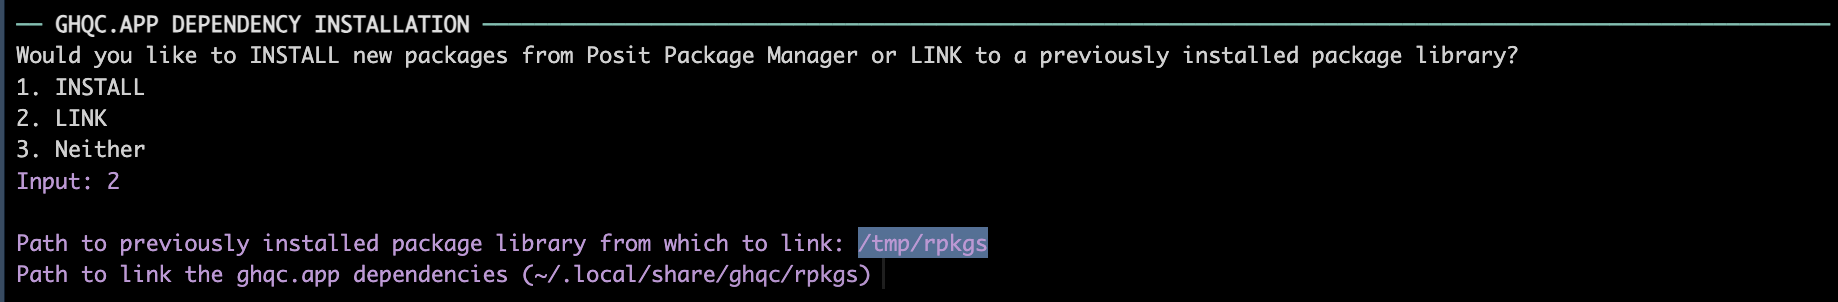 GHQC.APP DEPENDENCY INSTALLATION
Would you like to INSTALL new packages from Posit Package Manager or LINK to a previously installed package library?
1. INSTALL
2. LINK
3. Neither
Input: 2
Path to previously installed package library from which to link: /tmp/rpkgs
Path to link the ghqc.app dependencies (~/.local/share/ghqc/rpkgs)